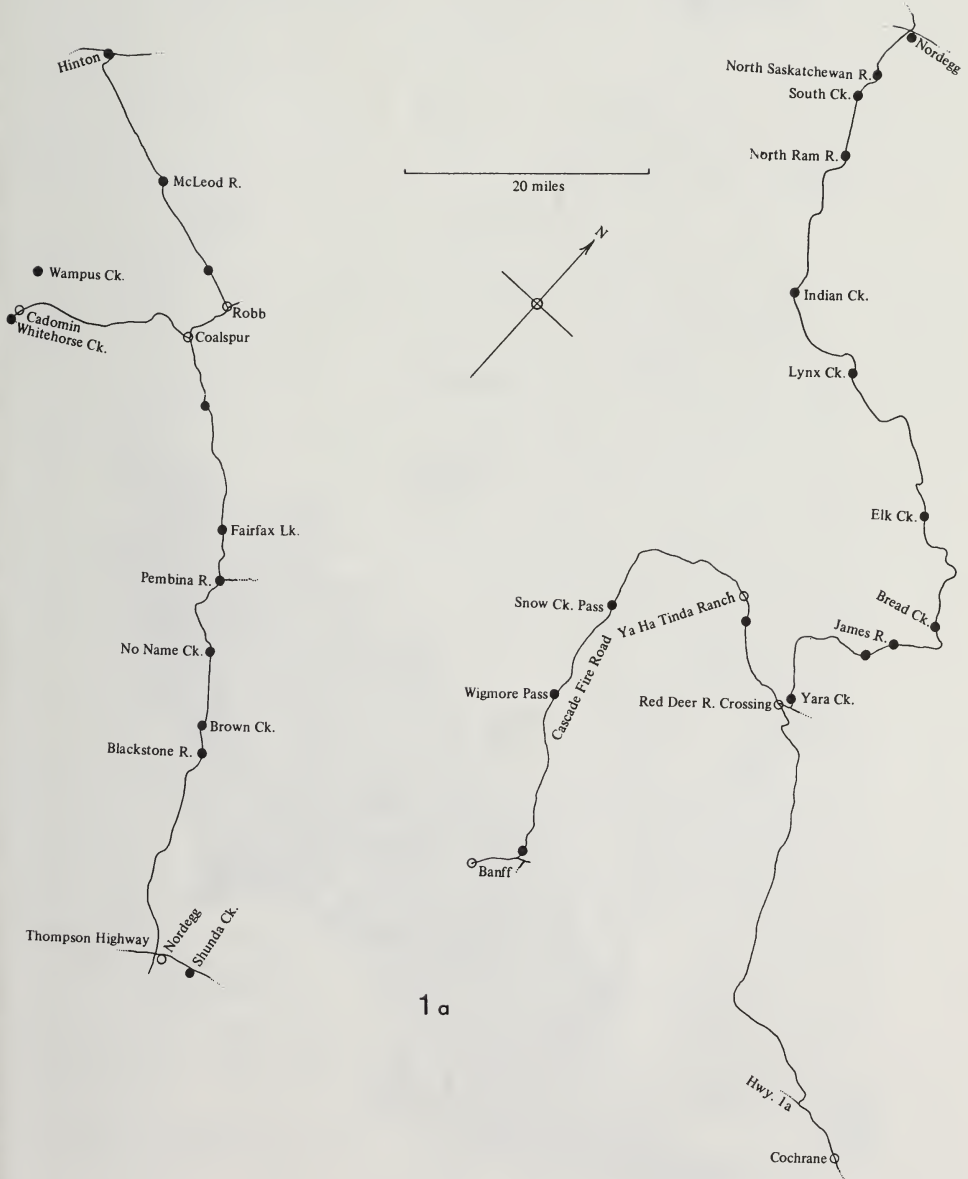 Hinton
McLeod R.
Wampus Ck.
Cadomin
Whitehorse Ck.
Robb
Coalspur
Fairfax Lk.
Pembina R.
No Name Ck.
Brown Ck.
Blackstone R.
Thompson Highway
Nordegg
Shunda Ck.
20 miles
N
1a
Nordegg
North Saskatchewan R.
South Ck.
North Ram R.
Indian Ck.
Lynx Ck.
Elk Ck.
Bread Ck.
James R.
Yara Ck.
Red Deer R. Crossing
Ya Ha Tinda Ranch
Snow Ck. Pass
Cascade Fire Road
Wigmore Pass
Banff
Hwy. 1a
Cochrane